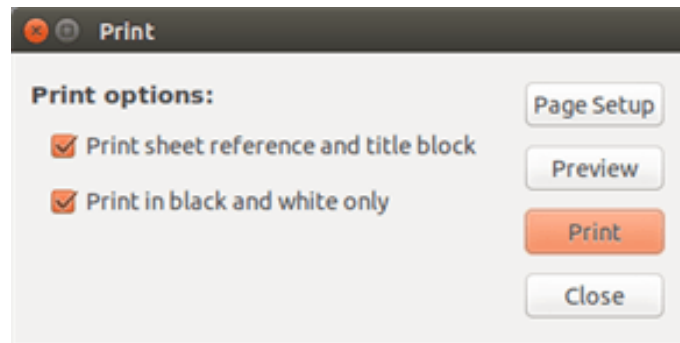 Print
Print options:
Page Setup
Print sheet reference and title block
Preview
Print in black and white only
Print
Close